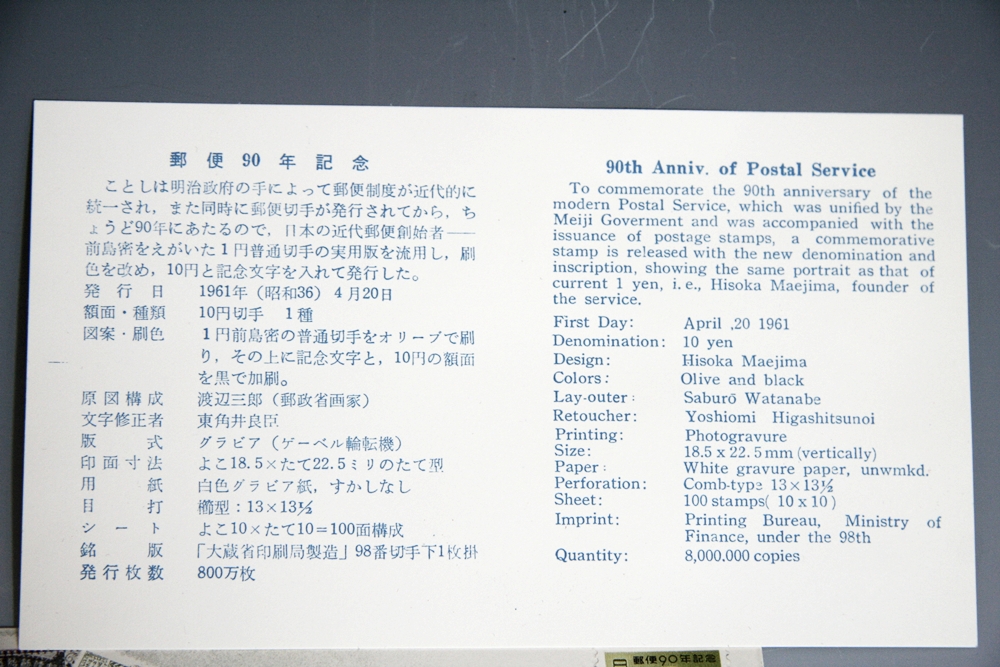 郵便90年記念
ことしは明治政府の手によって郵便制度が近代的に
統一され，また同時に郵便切手が発行されてから，ち
ょうど90年にあたるので，日本の近代郵便創始者――
前島密をえがいた１円普通切手の実用版を流用し，刷
色を改め，10円と記念文字を入れて発行した。
発行日 1961年（昭和36）４月20日
額面・種類 10円切手 １種
図案・刷色 １円前島密の普通切手をオリーブで刷
り，その上に記念文字と，10円の額面
を黒で加刷。
原図構成 渡辺三郎（郵政省画家）
文字修正者 東角井良臣
版式 グラビア（ゲーベル輪転機）
印面寸法 よこ18.5×たて22.5ミリのたて型
用紙 白色グラビア紙，すかしなし
目打 櫛型：13×13½
シート よこ10×たて10＝100面構成
銘版 「大蔵省印刷局製造」98番切手下1枚掛
発行枚数 800万枚
90th Anniv. of Postal Service
To commemorate the 90th anniversary of the
modern Postal Service, which was unified by the
Meiji Goverment and was accompanied with the
issuance of postage stamps, a commemorative
stamp is released with the new denomination and
inscription, showing the same portrait as that of
current 1 yen, i.e., Hisoka Maejima, founder of
the service.
First Day: April ,20 1961
Denomination: 10 yen
Design: Hisoka Maejima
Colors: Olive and black
Lay-outer: Saburō Watanabe
Retoucher: Yoshiomi Higashitsunoi
Printing: Photogravure
Size: 18.5 x 22.5 mm (vertically)
Paper: White gravure paper, unwmkd.
Perforation: Comb-type 13×13½
Sheet: 100 stamps( 10 x 10 )
Imprint: Printing Bureau, Ministry of
Finance, under the 98th
Quantity: 8,000.000 copies
郵便90年記念